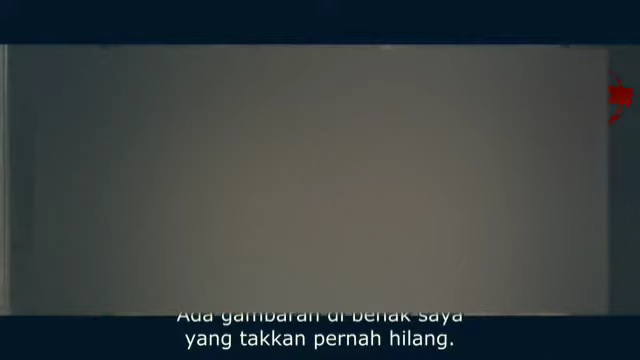 Ada gambaran di benak saya
yang takkan pernah hilang.